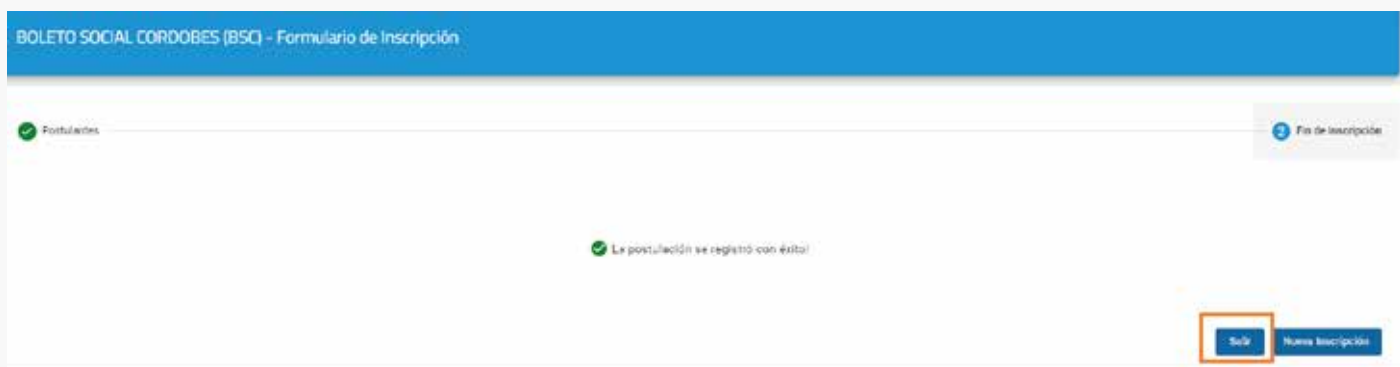 BOLETO SOCIAL CORDOBES (BSC) - Formulario de Inscripción
Postulantes
2 Fin de inscripción
La postulación se registró con éxito!
Salir
Nueva Inscripción